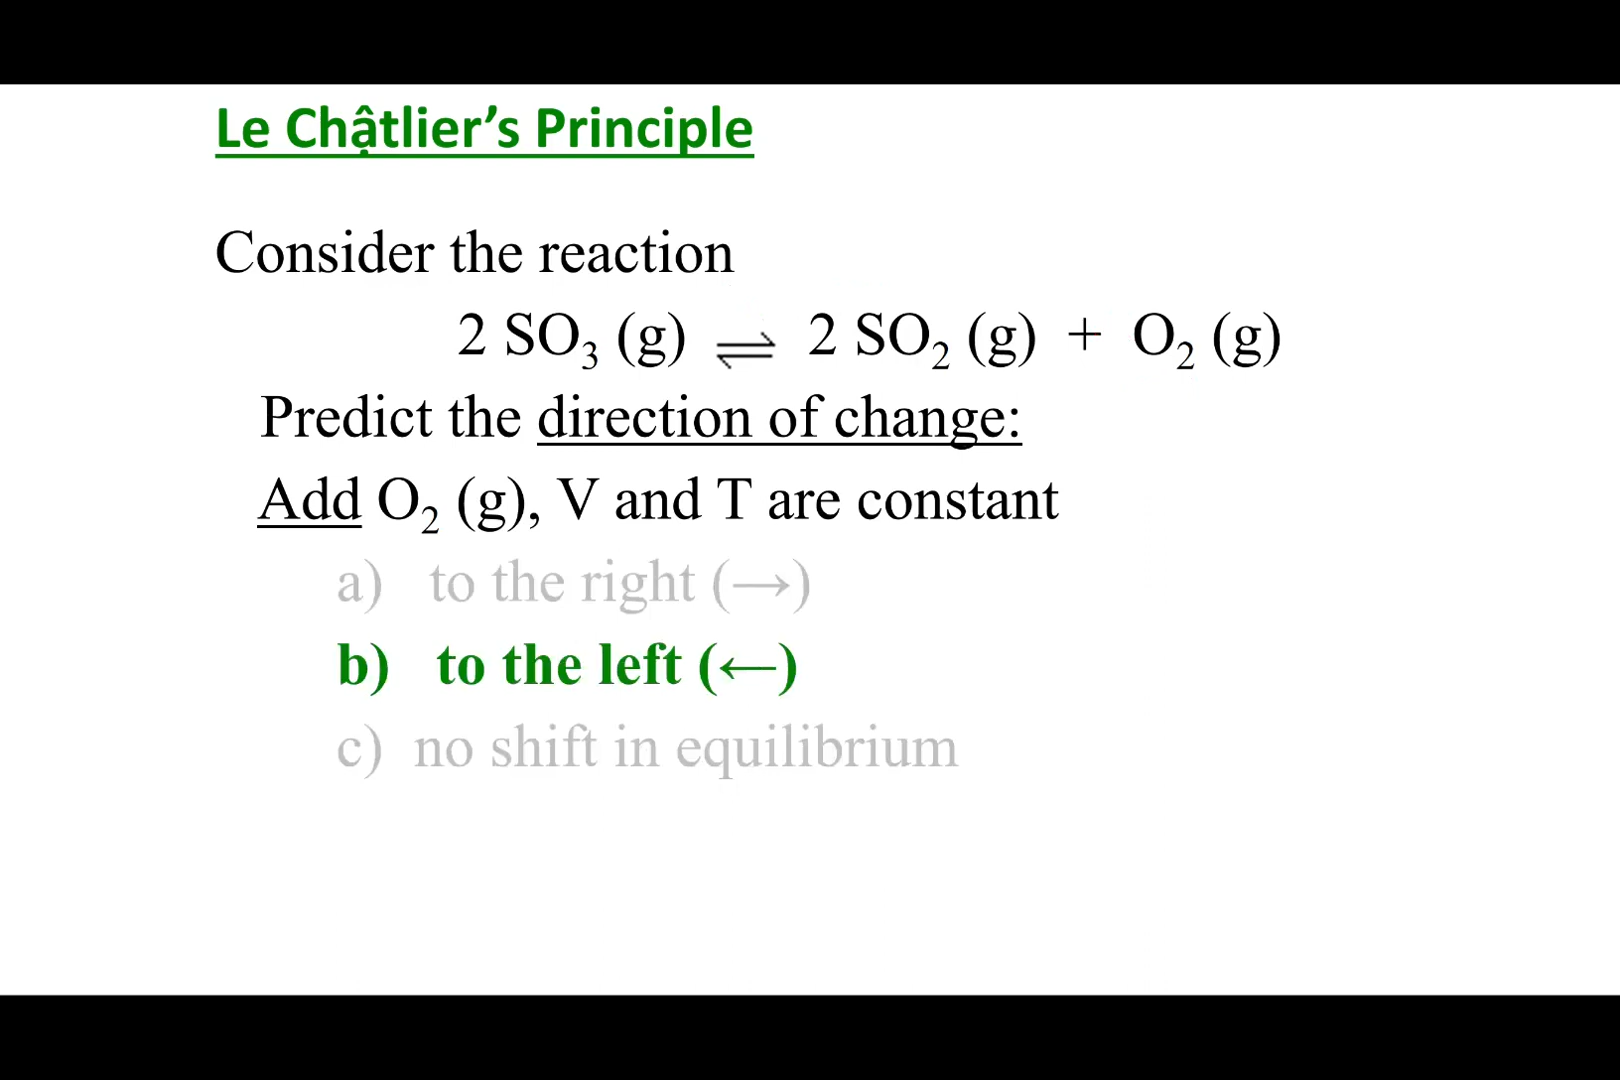 Le Chậtlier’s Principle
Consider the reaction
2 SO₃ (g) ⇌ 2 SO₂ (g) + O₂ (g)
Predict the direction of change:
Add O₂ (g), V and T are constant
a) to the right (→)
b) to the left (←)
c) no shift in equilibrium